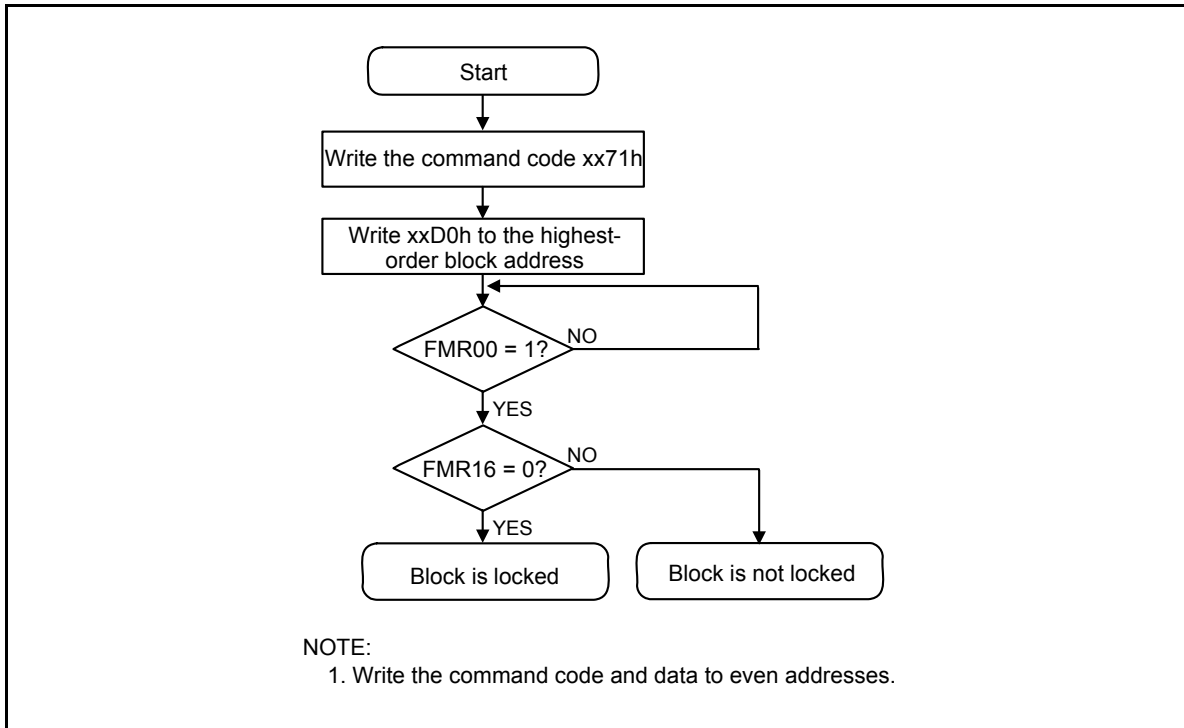 Start
Write the command code xx71h
Write xxD0h to the highest-
order block address
FMR00 = 1?
NO
YES
FMR16 = 0?
NO
YES
Block is locked
Block is not locked
NOTE:
1. Write the command code and data to even addresses.